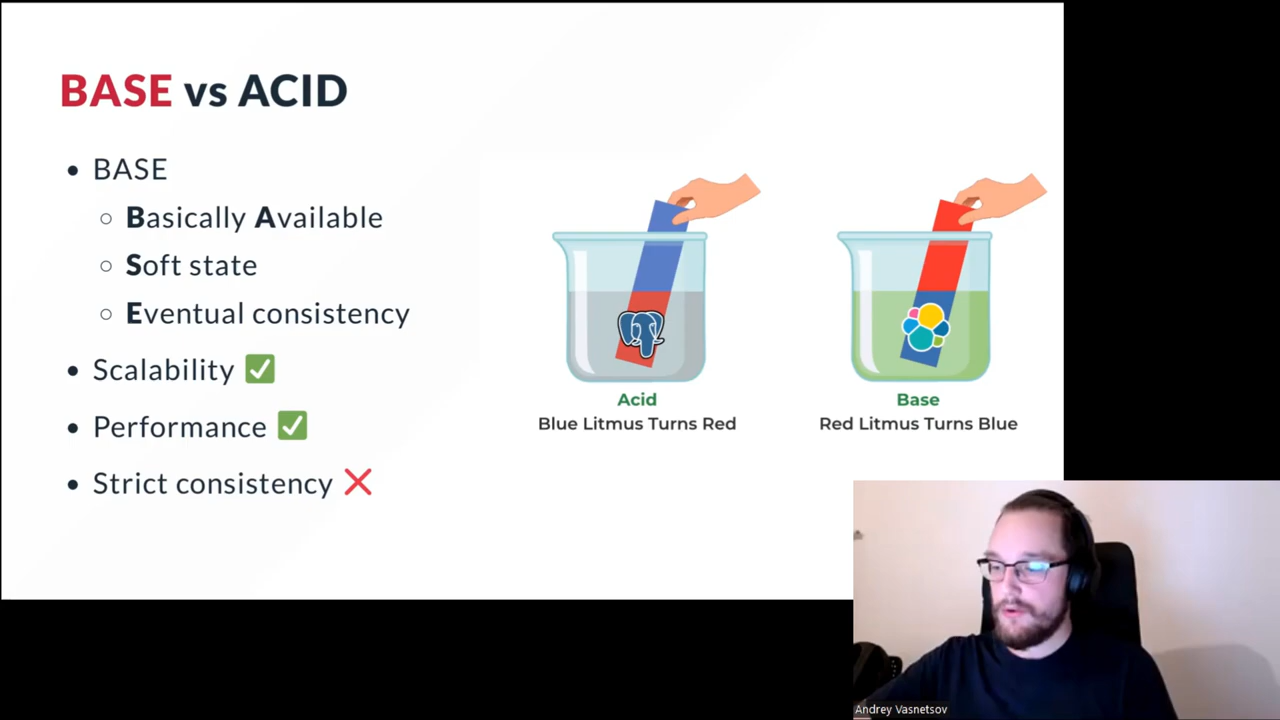 BASE vs ACID
BASE
Basically Available
Soft state
Eventual consistency
Scalability ✅
Performance ✅
Strict consistency ❌
Acid
Blue Litmus Turns Red
Base
Red Litmus Turns Blue
Andrey Vasnetsov